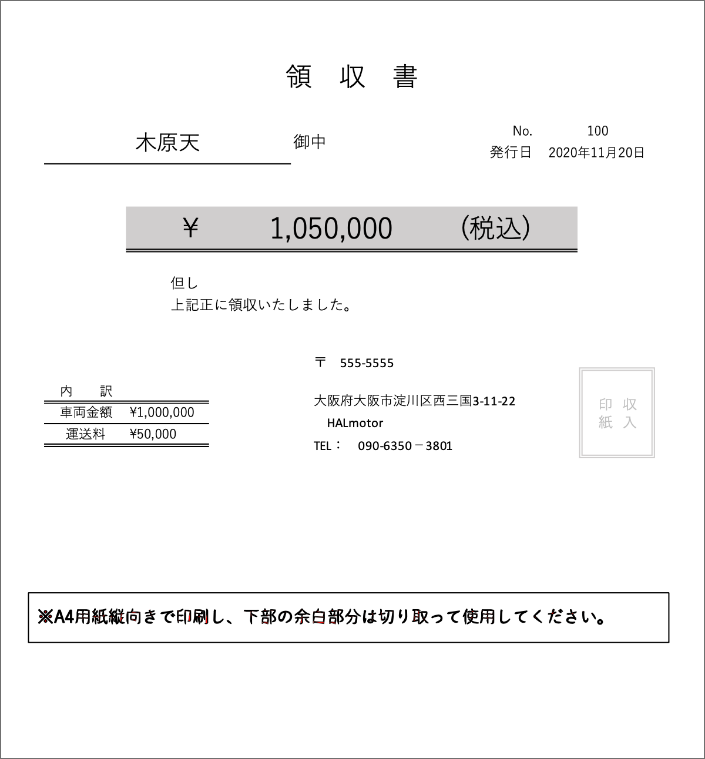 領 収 書
木原天 御中
No. 100
発行日 2020年11月20日
¥ 1,050,000 (税込)
但し
上記正に領収いたしました。
〒 555-5555
内 訳
大阪府大阪市淀川区西三国3-11-22
車両金額 ¥1,000,000
HALmotor
運送料 ¥50,000
TEL： 090-6350－3801
収入
印紙
※A4用紙縦向きで印刷し、下部の余白部分は切り取って使用してください。